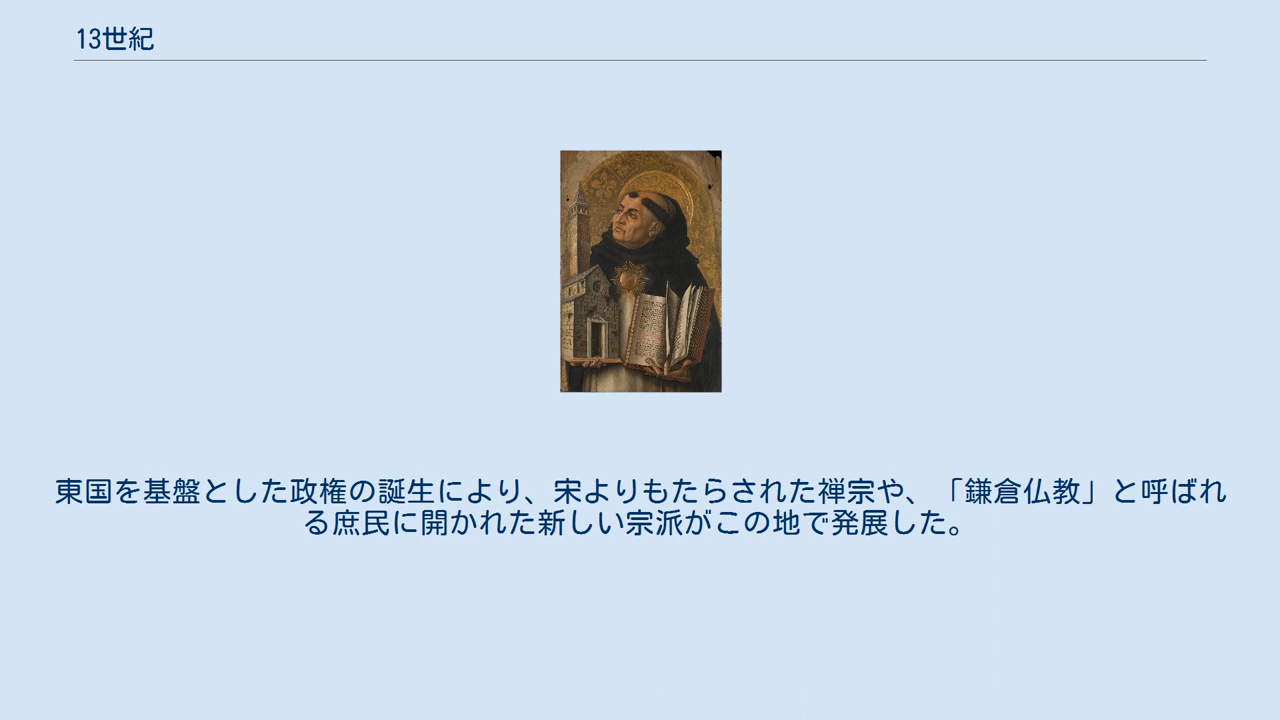 13世紀
東国を基盤とした政権の誕生により、宋よりもたらされた禅宗や、「鎌倉仏教」と呼ばれ
る庶民に開かれた新しい宗派がこの地で発展した。